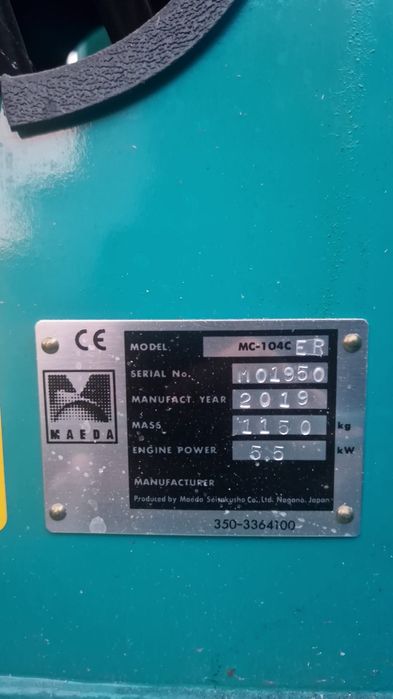 CE
MODEL MC-104C ER
SERIAL No. M01950
MANUFACT. YEAR 2019
MASS 1150 kg
ENGINE POWER 5.5 kW
MAEDA
MANUFACTURER
Produced by Maeda Seisakusho Co., Ltd. Nagano. Japan
350-3364100